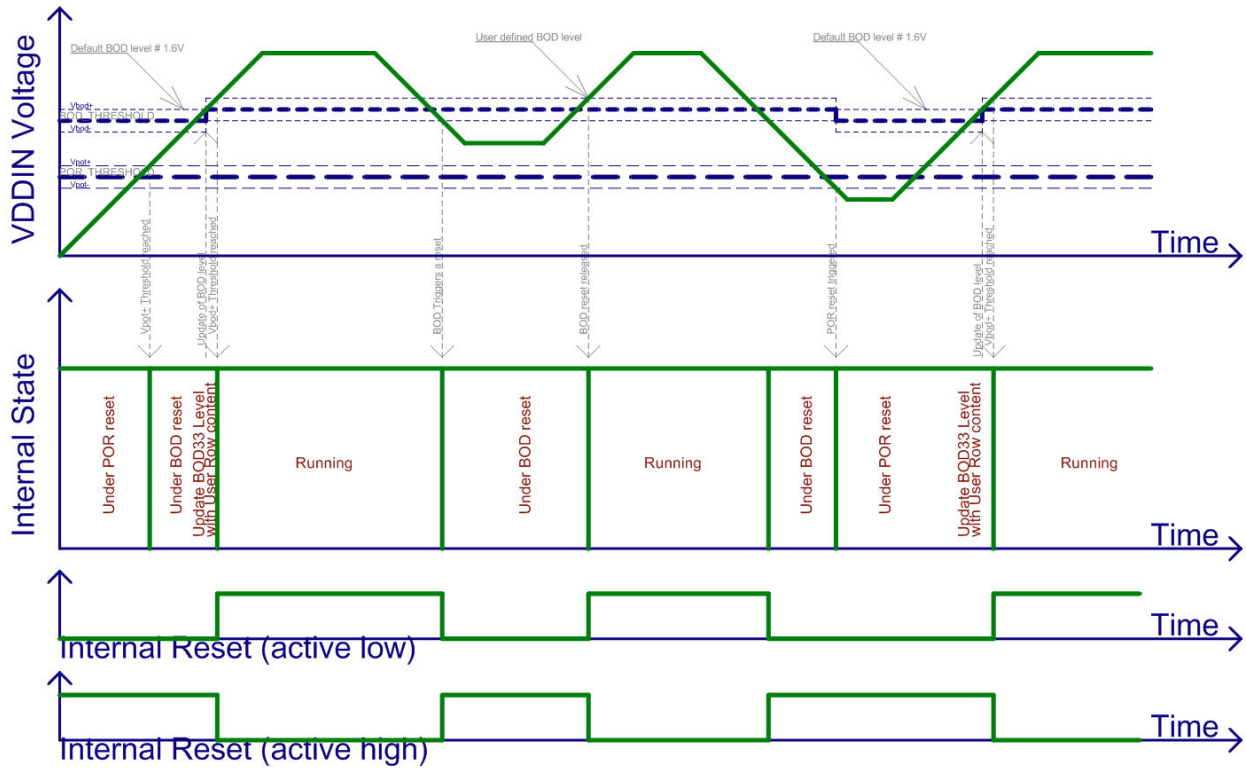 VDDIN Voltage
Default BOD level # 1.6V
User defined BOD level
Default BOD level # 1.6V
Vbod+
BOD THRESHOLD
Vbod-
Vpot+
POR THRESHOLD
Vpot-
Time
Vpot+ Threshold reached
Update of BOD level
Vbod+ Threshold reached
BOD Triggers a reset
BOD reset released
POR reset triggered
Update of BOD level
Vbod+ Threshold reached
Internal State
Under POR reset
Under BOD reset
Update BOD33 Level
with User Row content
Running
Under BOD reset
Running
Under BOD reset
Under POR reset
Update BOD33 Level
with User Row content
Running
Time
Internal Reset (active low)
Time
Internal Reset (active high)
Time